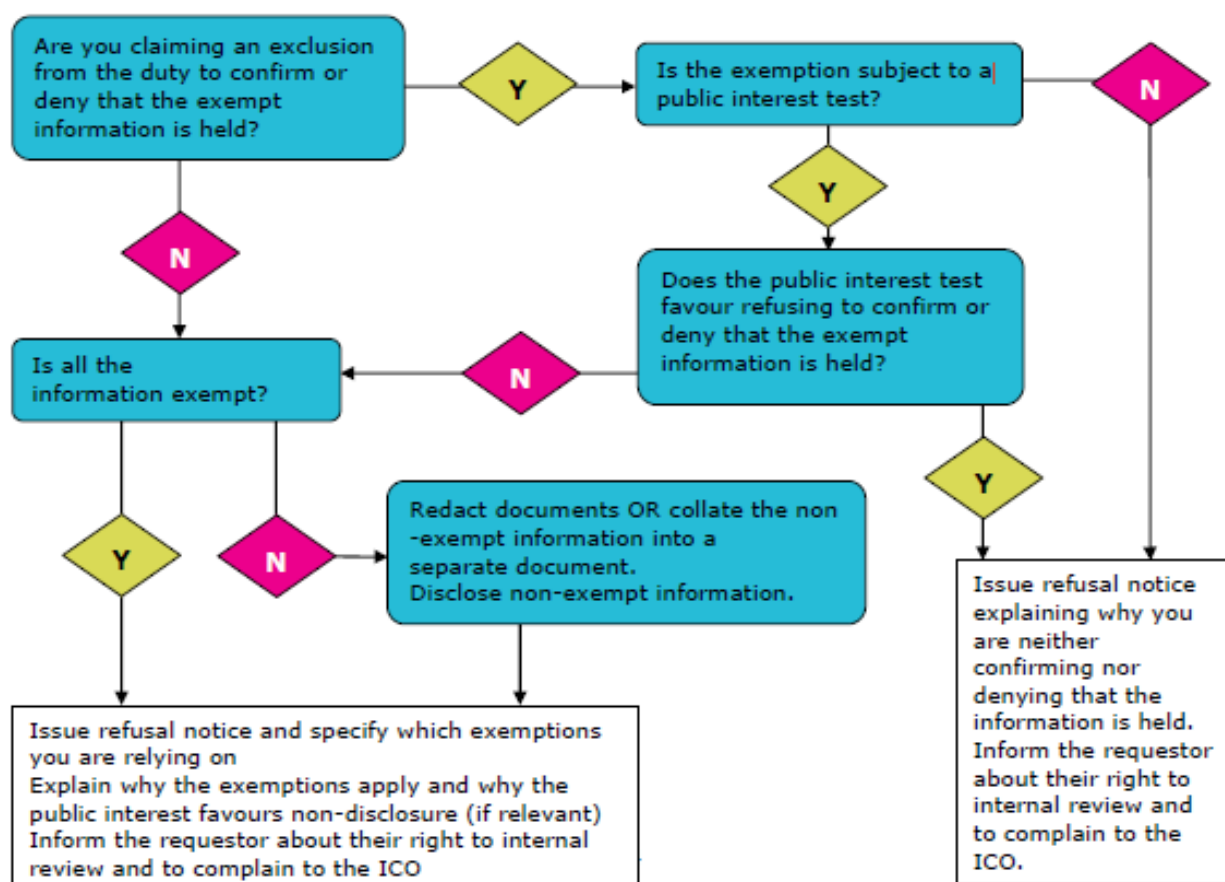 Are you claiming an exclusion
from the duty to confirm or
deny that the exempt
information is held?
Y
Is the exemption subject to a
public interest test?
N
Y
N
Does the public interest test
favour refusing to confirm or
deny that the exempt
information is held?
Is all the
information exempt?
N
Y
Y
N
Redact documents OR collate the non
-exempt information into a
separate document.
Disclose non-exempt information.
Issue refusal notice
explaining why you
are neither
confirming nor
denying that the
information is held.
Inform the requestor
about their right to
internal review and
to complain to the
ICO.
Issue refusal notice and specify which exemptions
you are relying on
Explain why the exemptions apply and why the
public interest favours non-disclosure (if relevant)
Inform the requestor about their right to internal
review and to complain to the ICO